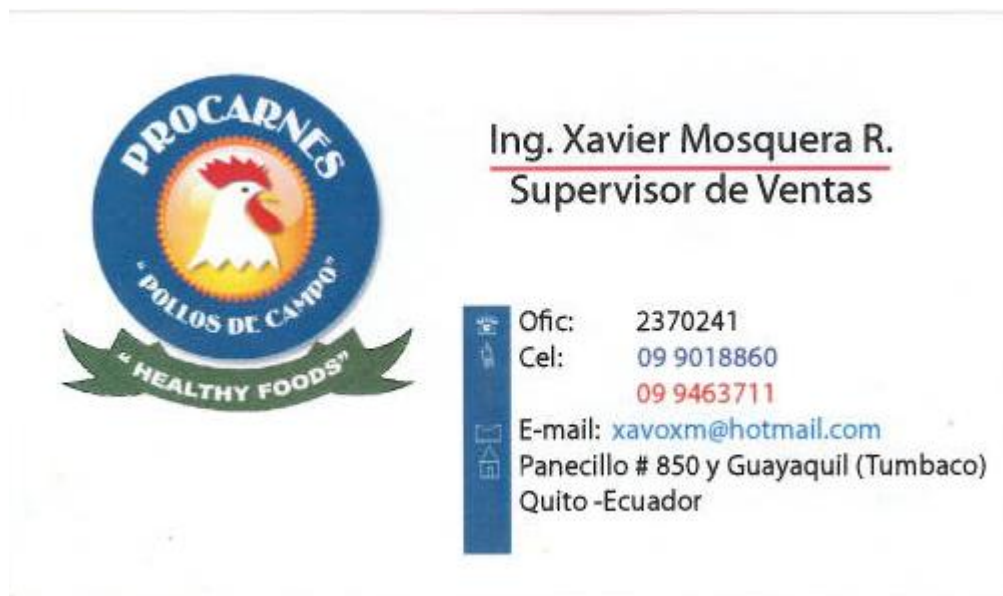 PROCARNES
"POLLOS DE CAMPO"
"HEALTHY FOODS"
Ing. Xavier Mosquera R.
Supervisor de Ventas
Ofic: 2370241
Cel: 09 9018860
09 9463711
E-mail: xavoxm@hotmail.com
Panecillo # 850 y Guayaquil (Tumbaco)
Quito -Ecuador